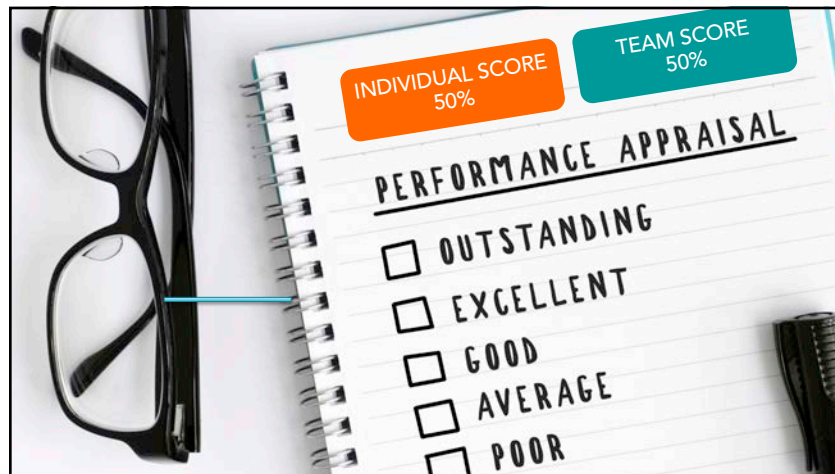 INDIVIDUAL SCORE
50%
TEAM SCORE
50%
PERFORMANCE APPRAISAL
OUTSTANDING
EXCELLENT
GOOD
AVERAGE
POOR